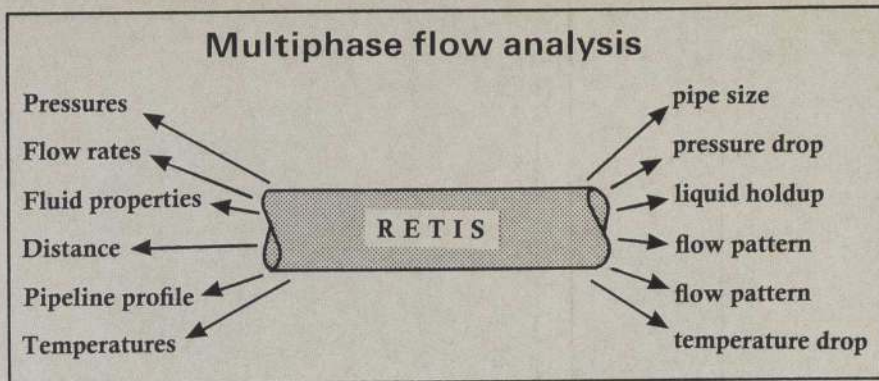 Multiphase flow analysis
Pressures
Flow rates
Fluid properties
Distance
Pipeline profile
Temperatures
RETIS
pipe size
pressure drop
liquid holdup
flow pattern
flow pattern
temperature drop